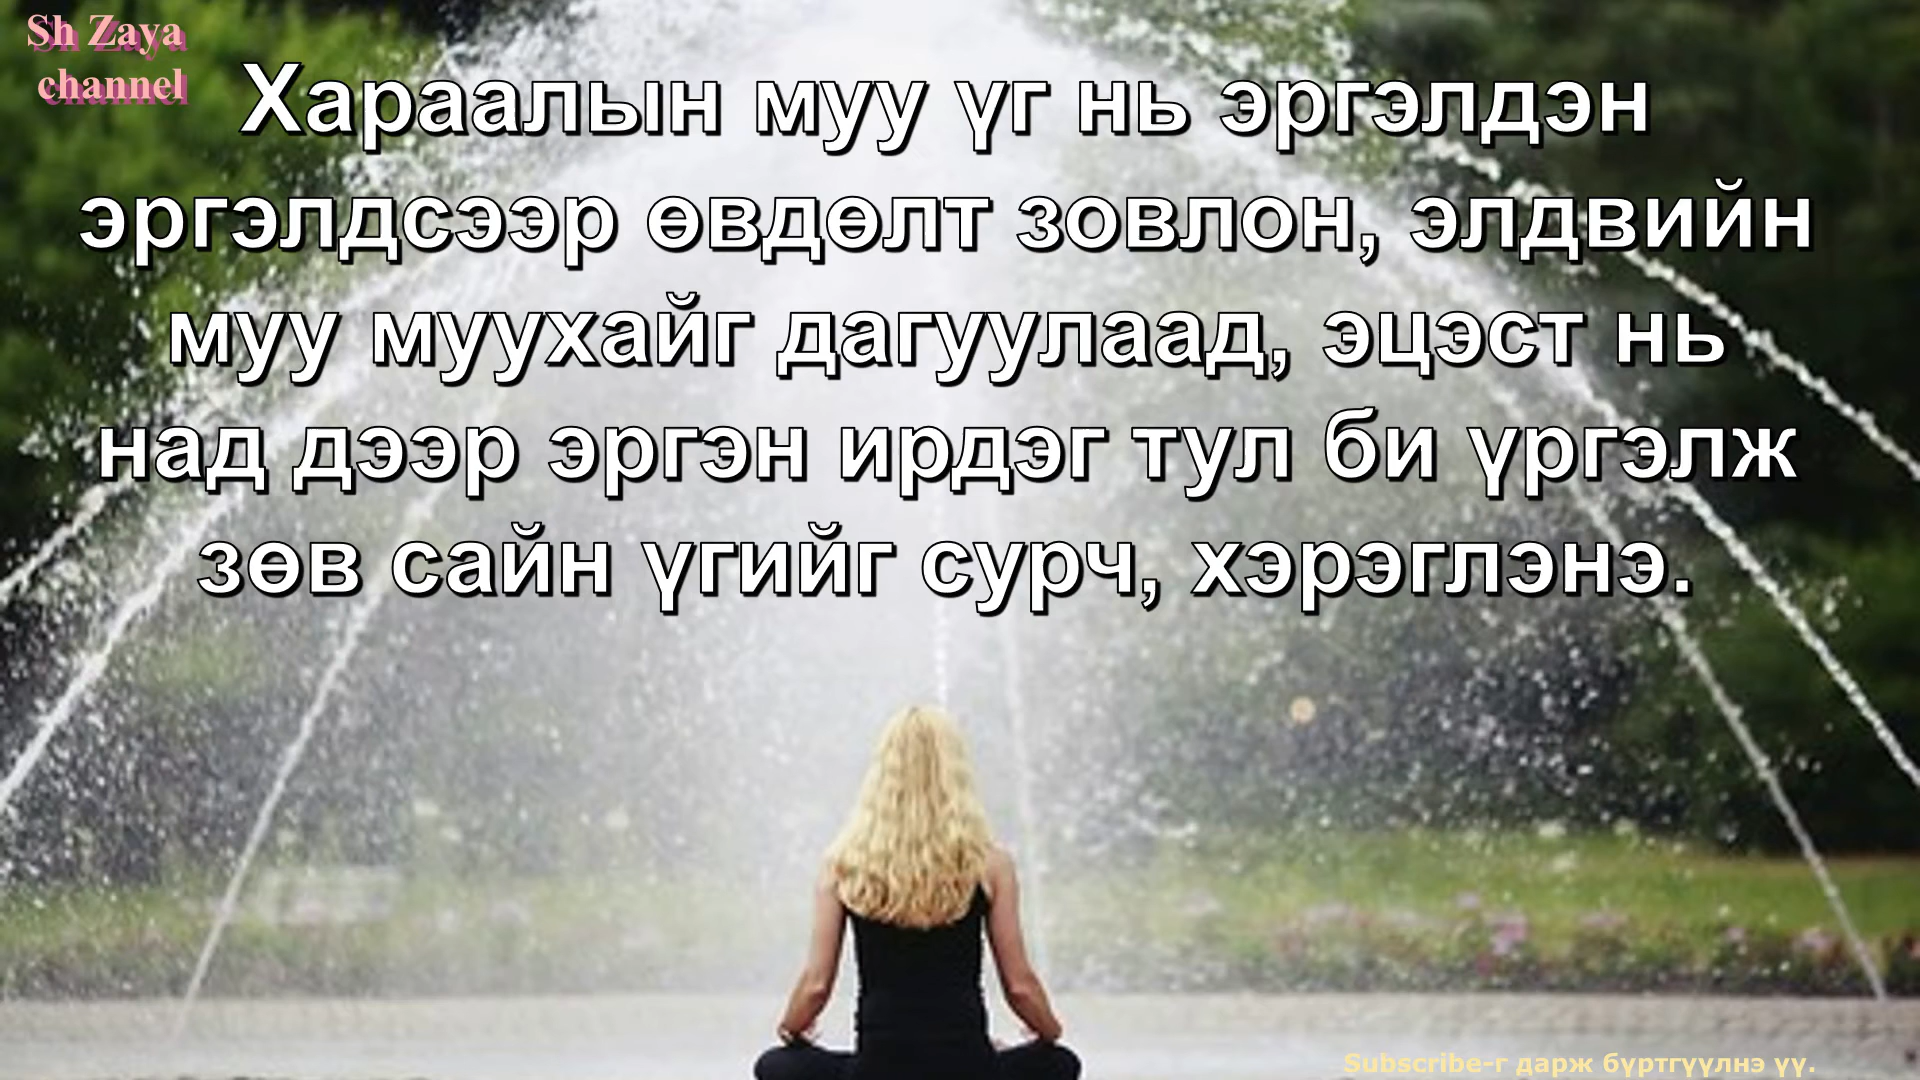 Sh Zaya
channel
Хараалын муу үг нь эргэлдэн
эргэлдсээр өвдөлт зовлон, элдвийн
муу муухайг дагуулаад, эцэст нь
над дээр эргэн ирдэг тул би үргэлж
зөв сайн үгийг сурч, хэрэглэнэ.
Subscribe-г дарж бүртгүүлнэ үү.